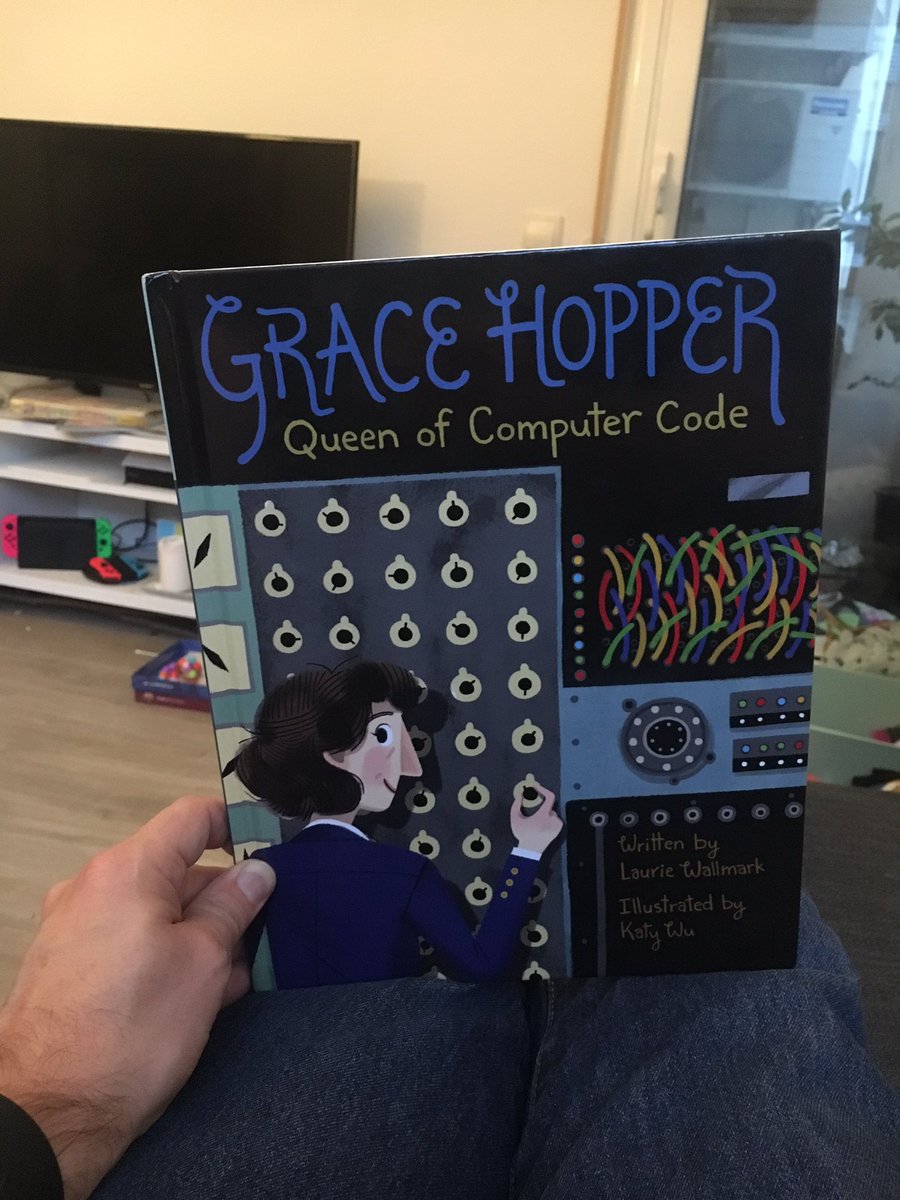 GRACE HOPPER
Queen of Computer Code
Written by
Laurie Wallmark
Illustrated by
Katy Wu